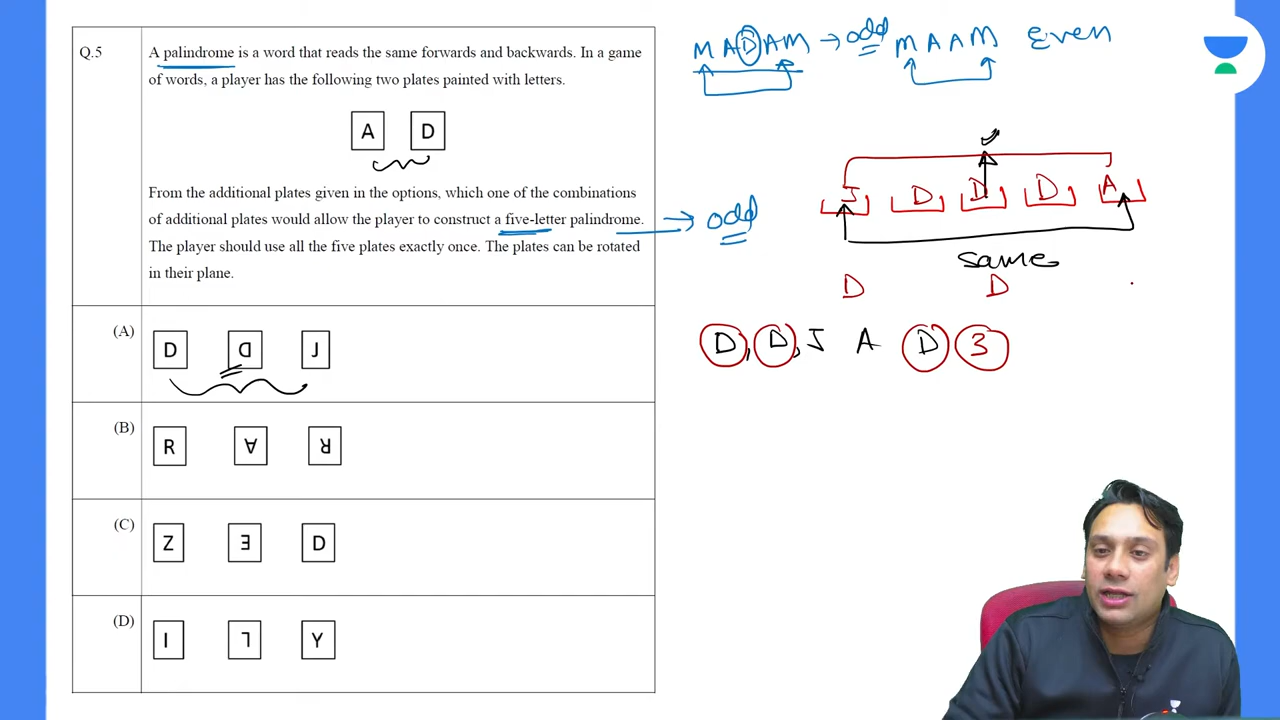 Q.5
A palindrome is a word that reads the same forwards and backwards. In a game
of words, a player has the following two plates painted with letters.
A D
From the additional plates given in the options, which one of the combinations
of additional plates would allow the player to construct a five-letter palindrome.
The player should use all the five plates exactly once. The plates can be rotated
in their plane.
(A) D D J
(B) R A R
(C) Z E D
(D) I L Y
MADAM → odd MAAM Even
J D D D A
→ odd
same
D D
D, D, J A D 3